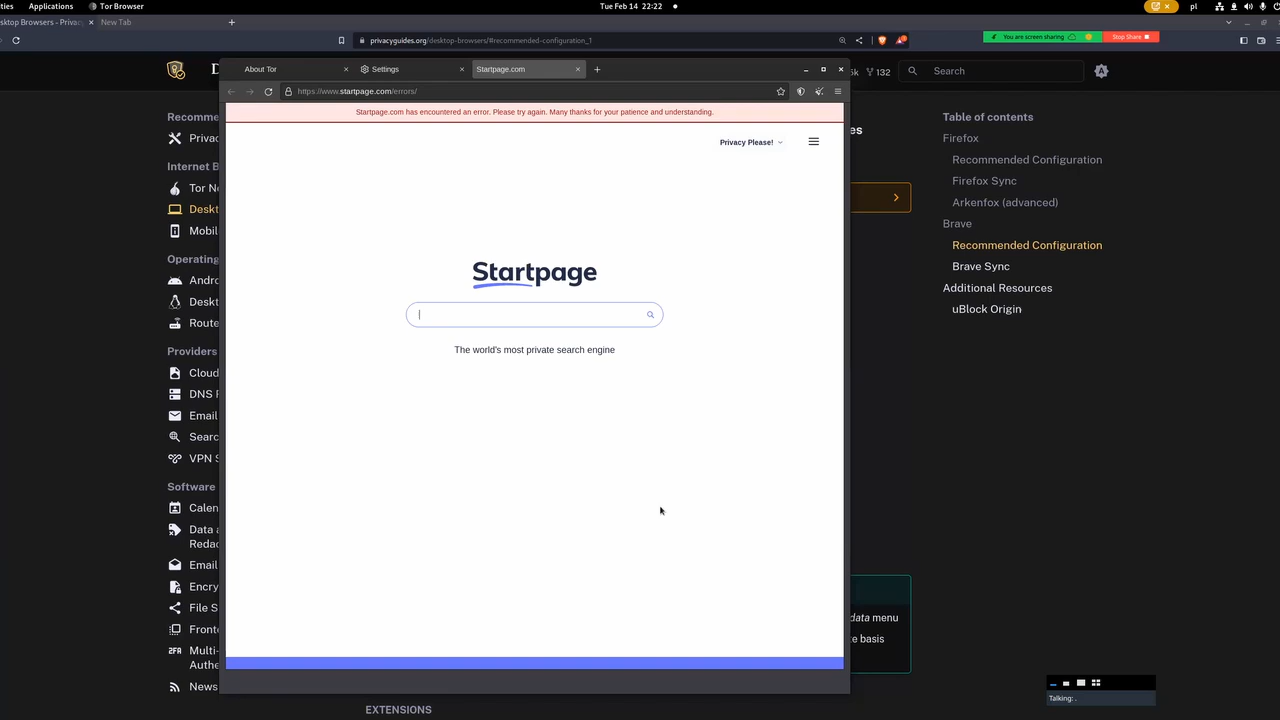 ties Applications Tor Browser Tue Feb 14 22:22 pl
sktop Browsers - Privac × New Tab
privacyguides.org/desktop-browsers/#recommended-configuration_1
You are screen sharing Stop Share
132 Search
About Tor Settings Startpage.com
https://www.startpage.com/errors/
Startpage.com has encountered an error. Please try again. Many thanks for your patience and understanding.
Privacy Please!
Startpage
The world's most private search engine
Recomme
Privac
Internet B
Tor Ne
Deskt
Mobil
Operating
Andro
Deskt
Route
Providers
Cloud
DNS F
Email
Searc
VPN S
Software
Calen
Data a
Redac
Email
Encry
File S
Fronte
Multi-
Authe
News
es
data menu
e basis
EXTENSIONS
Table of contents
Firefox
Recommended Configuration
Firefox Sync
Arkenfox (advanced)
Brave
Recommended Configuration
Brave Sync
Additional Resources
uBlock Origin
Talking: .